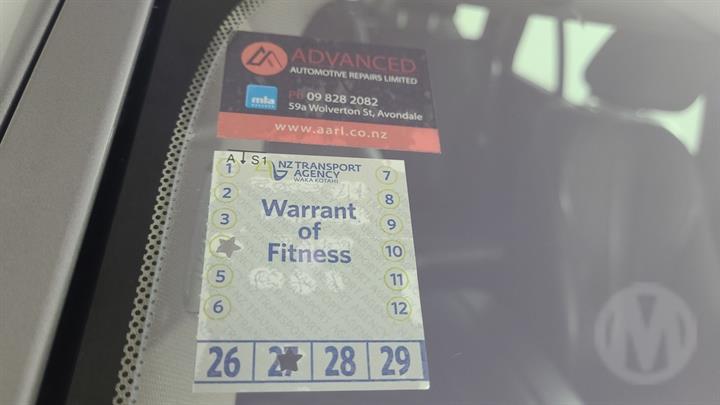 ADVANCED
AUTOMOTIVE REPAIRS LIMITED
mta
Ph 09 828 2082
59a Wolverton St, Avondale
www.aarl.co.nz
A S1
NZ TRANSPORT
AGENCY
WAKA KOTAHI
Warrant
of
Fitness
1
2
3
5
6
7
8
9
10
11
12
26 27 28 29
M